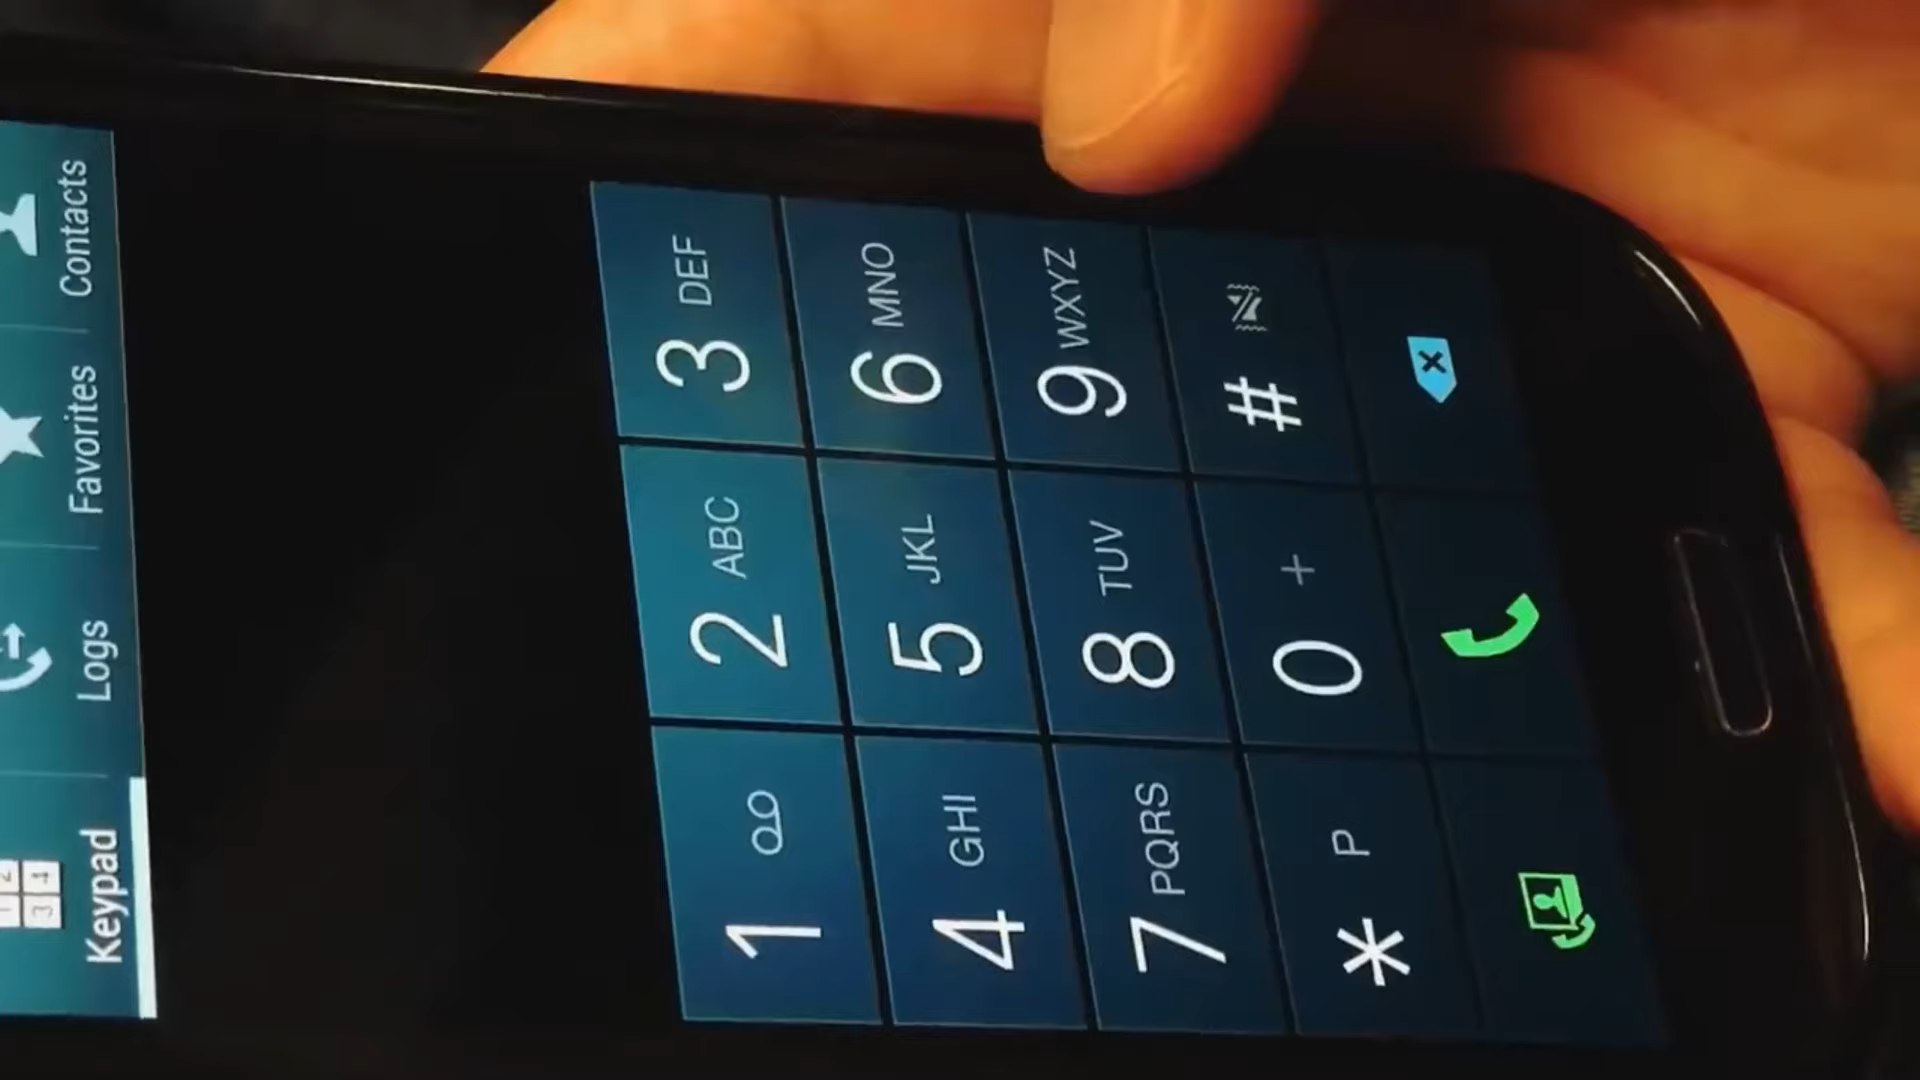 Keypad
Logs
Favorites
Contacts
1
2 ABC
3 DEF
4 GHI
5 JKL
6 MNO
7 PQRS
8 TUV
9 WXYZ
* P
0 +
#